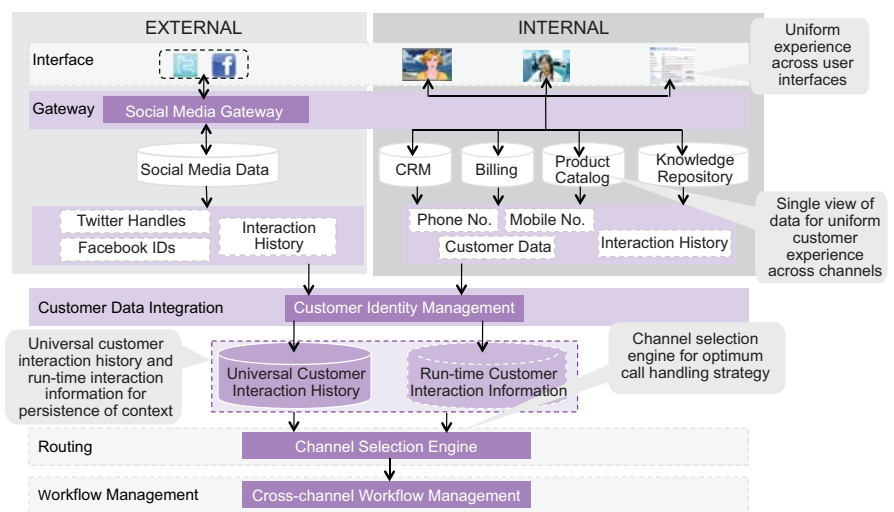 EXTERNAL
INTERNAL
Interface
Uniform
experience
across user
interfaces
Gateway
Social Media Gateway
Social Media Data
CRM
Billing
Product
Catalog
Knowledge
Repository
Twitter Handles
Facebook IDs
Interaction
History
Phone No.
Mobile No.
Customer Data
Interaction History
Single view of
data for uniform
customer
experience
across channels
Customer Data Integration
Customer Identity Management
Universal customer
interaction history and
run-time interaction
information for
persistence of context
Universal Customer
Interaction History
Run-time Customer
Interaction Information
Channel selection
engine for optimum
call handling strategy
Routing
Channel Selection Engine
Workflow Management
Cross-channel Workflow Management